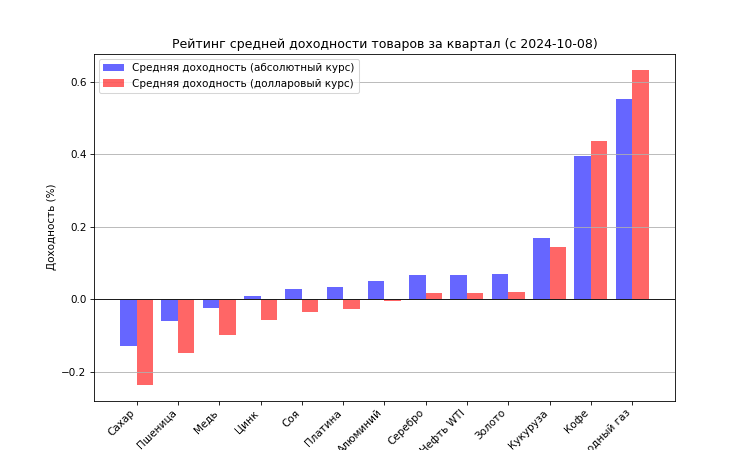 Рейтинг средней доходности товаров за квартал (с 2024-10-08)
Средняя доходность (абсолютный курс)
Средняя доходность (долларовый курс)
Доходность (%)
0.6
0.4
0.2
0.0
−0.2
Сахар
Пшеница
Медь
Цинк
Соя
Платина
Алюминий
Серебро
Нефть WTI
Золото
Кукуруза
Кофе
газ